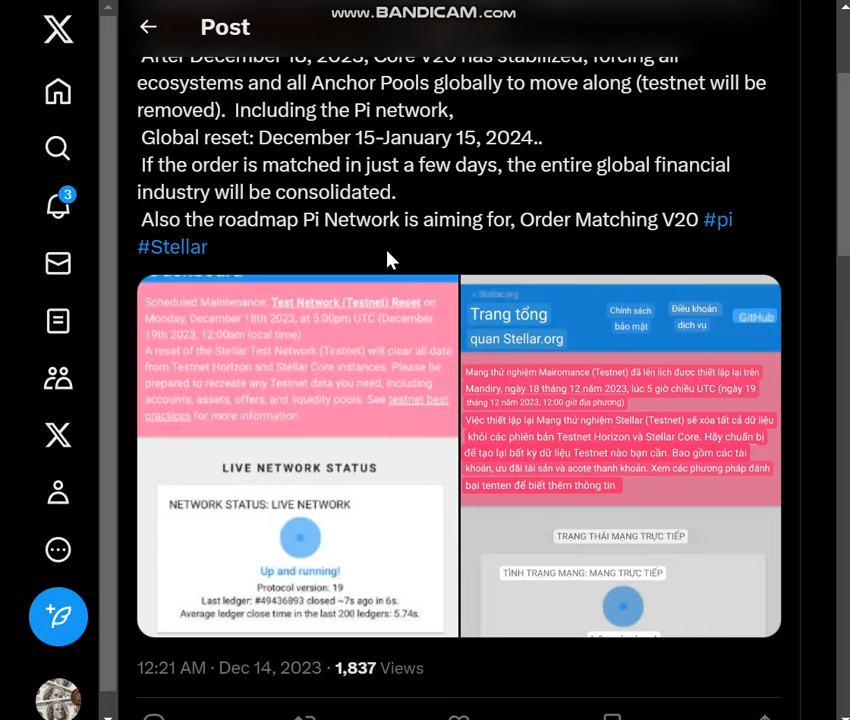 www.BANDICAM.com
Post
After December 18, 2023, Core V20 has stabilized, forcing all
ecosystems and all Anchor Pools globally to move along (testnet will be
removed). Including the Pi network,
Global reset: December 15-January 15, 2024..
If the order is matched in just a few days, the entire global financial
industry will be consolidated.
Also the roadmap Pi Network is aiming for, Order Matching V20 #pi
#Stellar
3
Dashboard
Scheduled Maintenance: Test Network (Testnet) Reset on
Monday, December 18th 2023, at 5:00pm UTC (December
19th 2023, 12:00am local time)
A reset of the Stellar Test Network (Testnet) will clear all data
from Testnet Horizon and Stellar Core instances. Please be
prepared to recreate any Testnet data you need, including
accounts, assets, offers, and liquidity pools. See testnet best
practices for more information.
LIVE NETWORK STATUS
NETWORK STATUS: LIVE NETWORK
Up and running!
Protocol version: 19
Last ledger: #49436893 closed ~7s ago in 6s.
Average ledger close time in the last 200 ledgers: 5.74s.
< Stellar.org
Trang tổng
quan Stellar.org
Chính sách
bảo mật
Điều khoản
dịch vụ
GitHub
Mạng thử nghiệm Mairomance (Testnet) đã lên lịch được thiết lập lại trên
Mandiry, ngày 18 tháng 12 năm 2023, lúc 5 giờ chiều UTC (ngày 19
tháng 12 năm 2023, 12:00 giờ địa phương)
Việc thiết lập lại Mạng thử nghiệm Stellar (Testnet) sẽ xóa tất cả dữ liệu
khỏi các phiên bản Testnet Horizon và Stellar Core. Hãy chuẩn bị
để tạo lại bất kỳ dữ liệu Testnet nào bạn cần. Bao gồm các tài
khoản, ưu đãi tài sản và acote thanh khoản. Xem các phương pháp đánh
bại tenten để biết thêm thông tin
TRẠNG THÁI MẠNG TRỰC TIẾP
TÌNH TRẠNG MẠNG: MẠNG TRỰC TIẾP
12:21 AM · Dec 14, 2023 · 1,837 Views